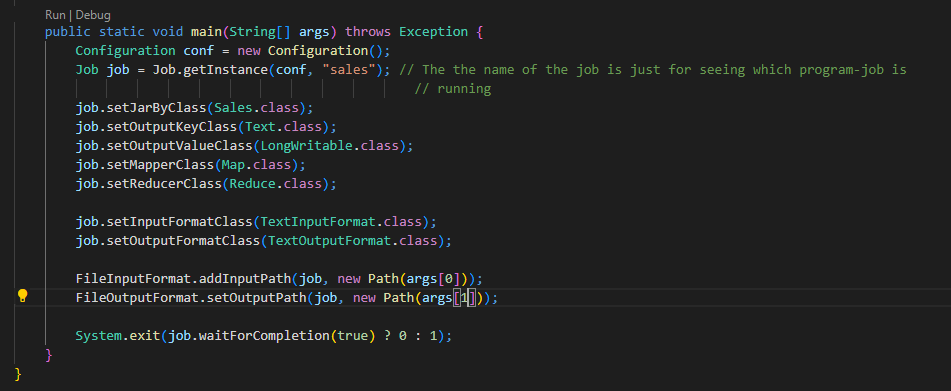 Run | Debug
public static void main(String[] args) throws Exception {
Configuration conf = new Configuration();
Job job = Job.getInstance(conf, "sales"); // The the name of the job is just for seeing which program-job is
// running
job.setJarByClass(Sales.class);
job.setOutputKeyClass(Text.class);
job.setOutputValueClass(LongWritable.class);
job.setMapperClass(Map.class);
job.setReducerClass(Reduce.class);
job.setInputFormatClass(TextInputFormat.class);
job.setOutputFormatClass(TextOutputFormat.class);
FileInputFormat.addInputPath(job, new Path(args[0]));
FileOutputFormat.setOutputPath(job, new Path(args[1]));
System.exit(job.waitForCompletion(true) ? 0 : 1);
}
}